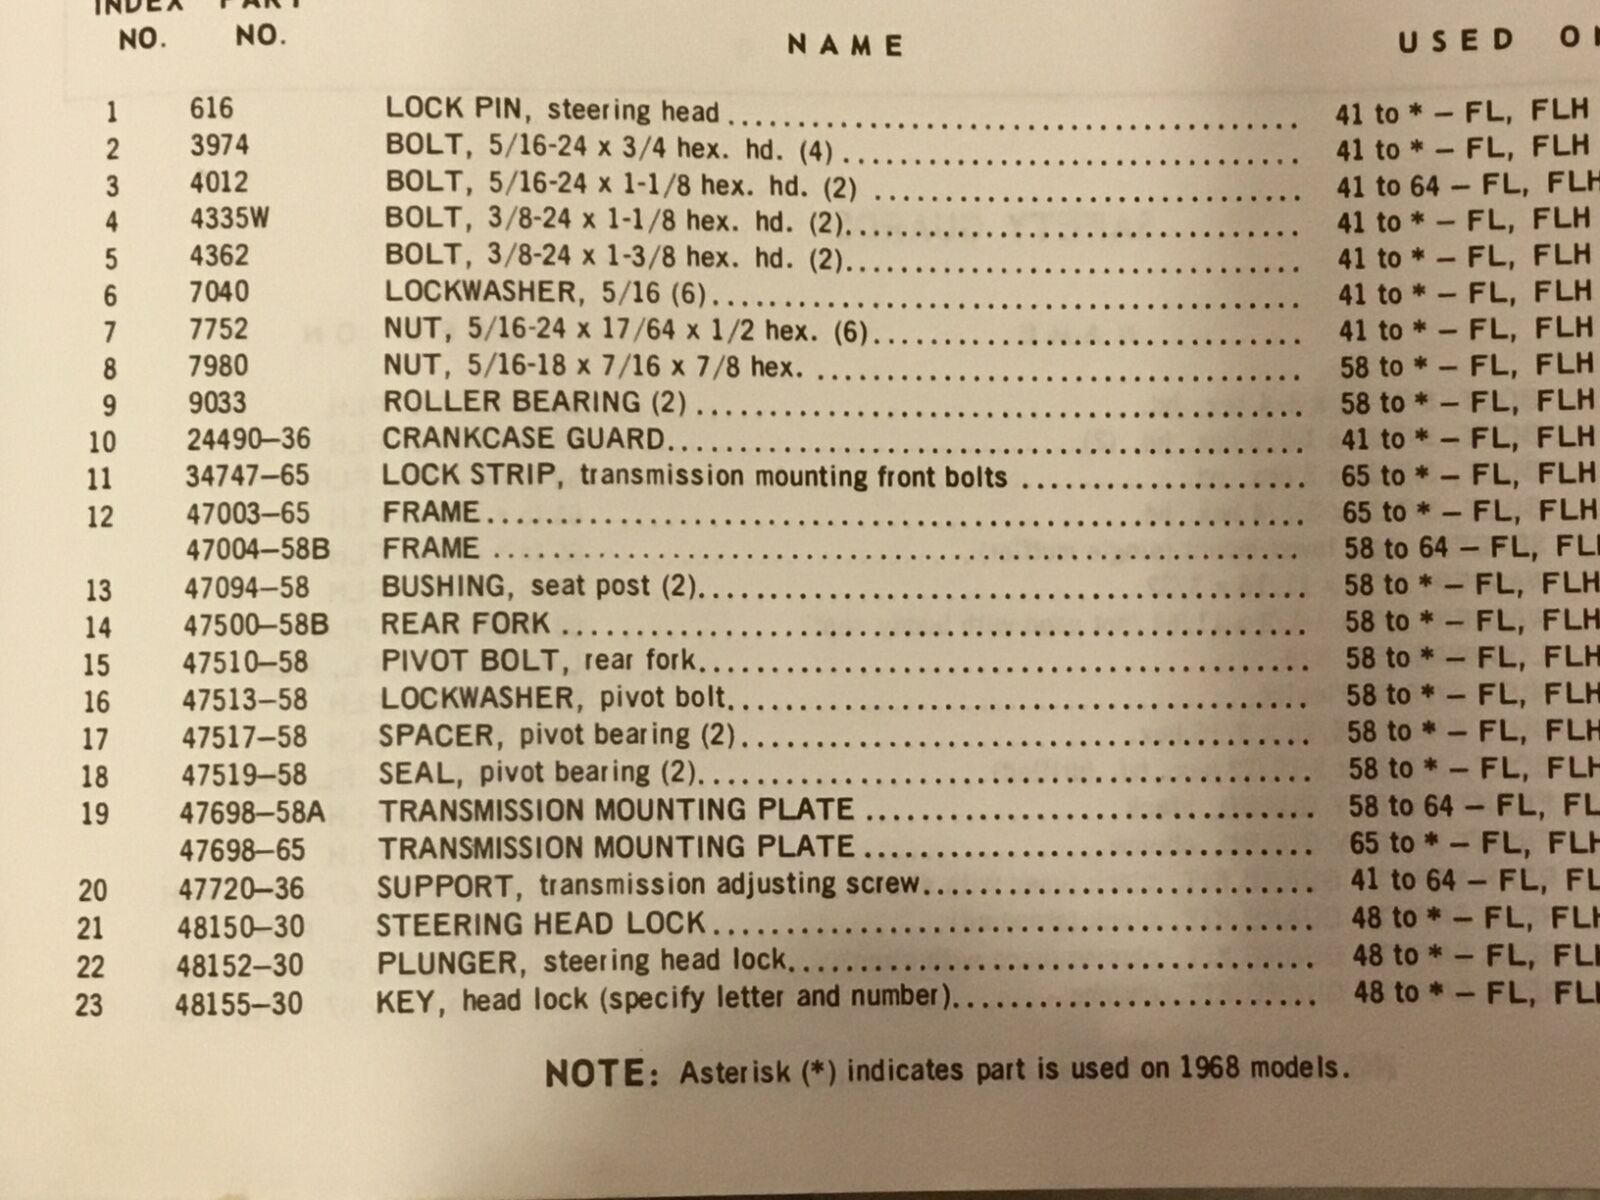 INDEX PART
NO. NO. NAME USED
1 616 LOCK PIN, steering head 41 to * – FL, FLH
2 3974 BOLT, 5/16-24 x 3/4 hex. hd. (4) 41 to * – FL, FLH
3 4012 BOLT, 5/16-24 x 1-1/8 hex. hd. (2) 41 to 64 – FL, FLH
4 4335W BOLT, 3/8-24 x 1-1/8 hex. hd. (2) 41 to * – FL, FLH
5 4362 BOLT, 3/8-24 x 1-3/8 hex. hd. (2) 41 to * – FL, FLH
6 7040 LOCKWASHER, 5/16 (6) 41 to * – FL, FLH
7 7752 NUT, 5/16-24 x 17/64 x 1/2 hex. (6) 41 to * – FL, FLH
8 7980 NUT, 5/16-18 x 7/16 x 7/8 hex. 58 to * – FL, FLH
9 9033 ROLLER BEARING (2) 58 to * – FL, FLH
10 24490–36 CRANKCASE GUARD 41 to * – FL, FLH
11 34747–65 LOCK STRIP, transmission mounting front bolts 65 to * – FL, FLH
12 47003–65 FRAME 65 to * – FL, FLH
47004–58B FRAME 58 to 64 – FL, FL
13 47094–58 BUSHING, seat post (2) 58 to * – FL, FLH
14 47500–58B REAR FORK 58 to * – FL, FLH
15 47510–58 PIVOT BOLT, rear fork 58 to * – FL, FLH
16 47513–58 LOCKWASHER, pivot bolt 58 to * – FL, FLH
17 47517–58 SPACER, pivot bearing (2) 58 to * – FL, FLH
18 47519–58 SEAL, pivot bearing (2) 58 to * – FL, FLH
19 47698–58A TRANSMISSION MOUNTING PLATE 58 to 64 – FL, FL
47698–65 TRANSMISSION MOUNTING PLATE 65 to * – FL, FLH
20 47720–36 SUPPORT, transmission adjusting screw 41 to 64 – FL, FL
21 48150–30 STEERING HEAD LOCK 48 to * – FL, FLH
22 48152–30 PLUNGER, steering head lock 48 to * – FL, FL
23 48155–30 KEY, head lock (specify letter and number) 48 to * – FL, FL
NOTE: Asterisk (*) indicates part is used on 1968 models.